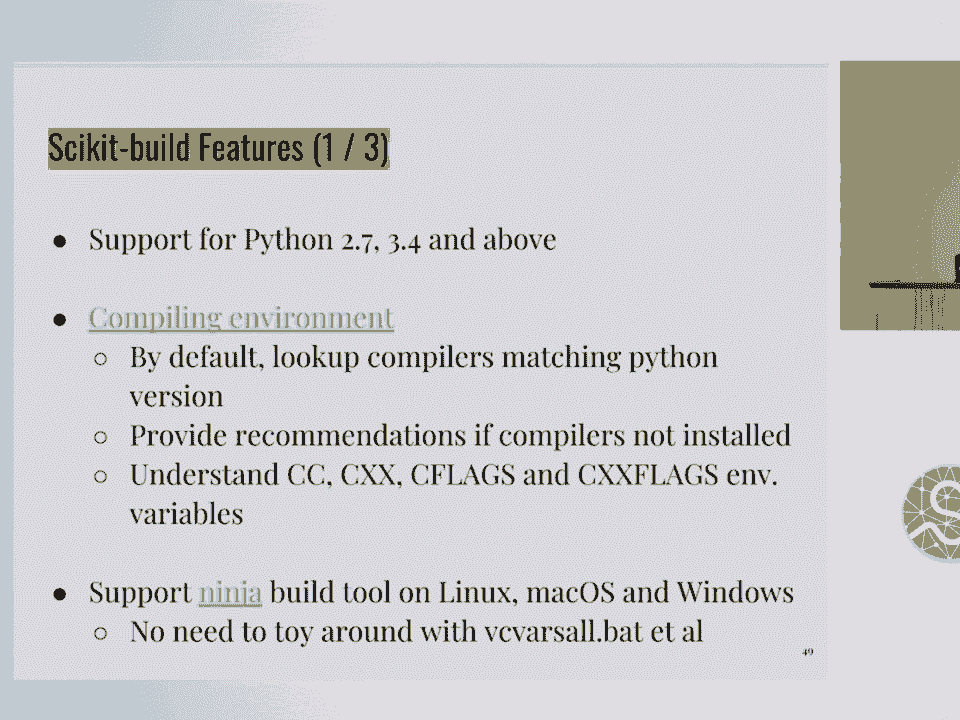 Scikit-build Features (1 / 3)
● Support for Python 2.7, 3.4 and above
● Compiling environment
○ By default, lookup compilers matching python
version
○ Provide recommendations if compilers not installed
○ Understand CC, CXX, CFLAGS and CXXFLAGS env.
variables
● Support ninja build tool on Linux, macOS and Windows
○ No need to toy around with vcvarsall.bat et al
49